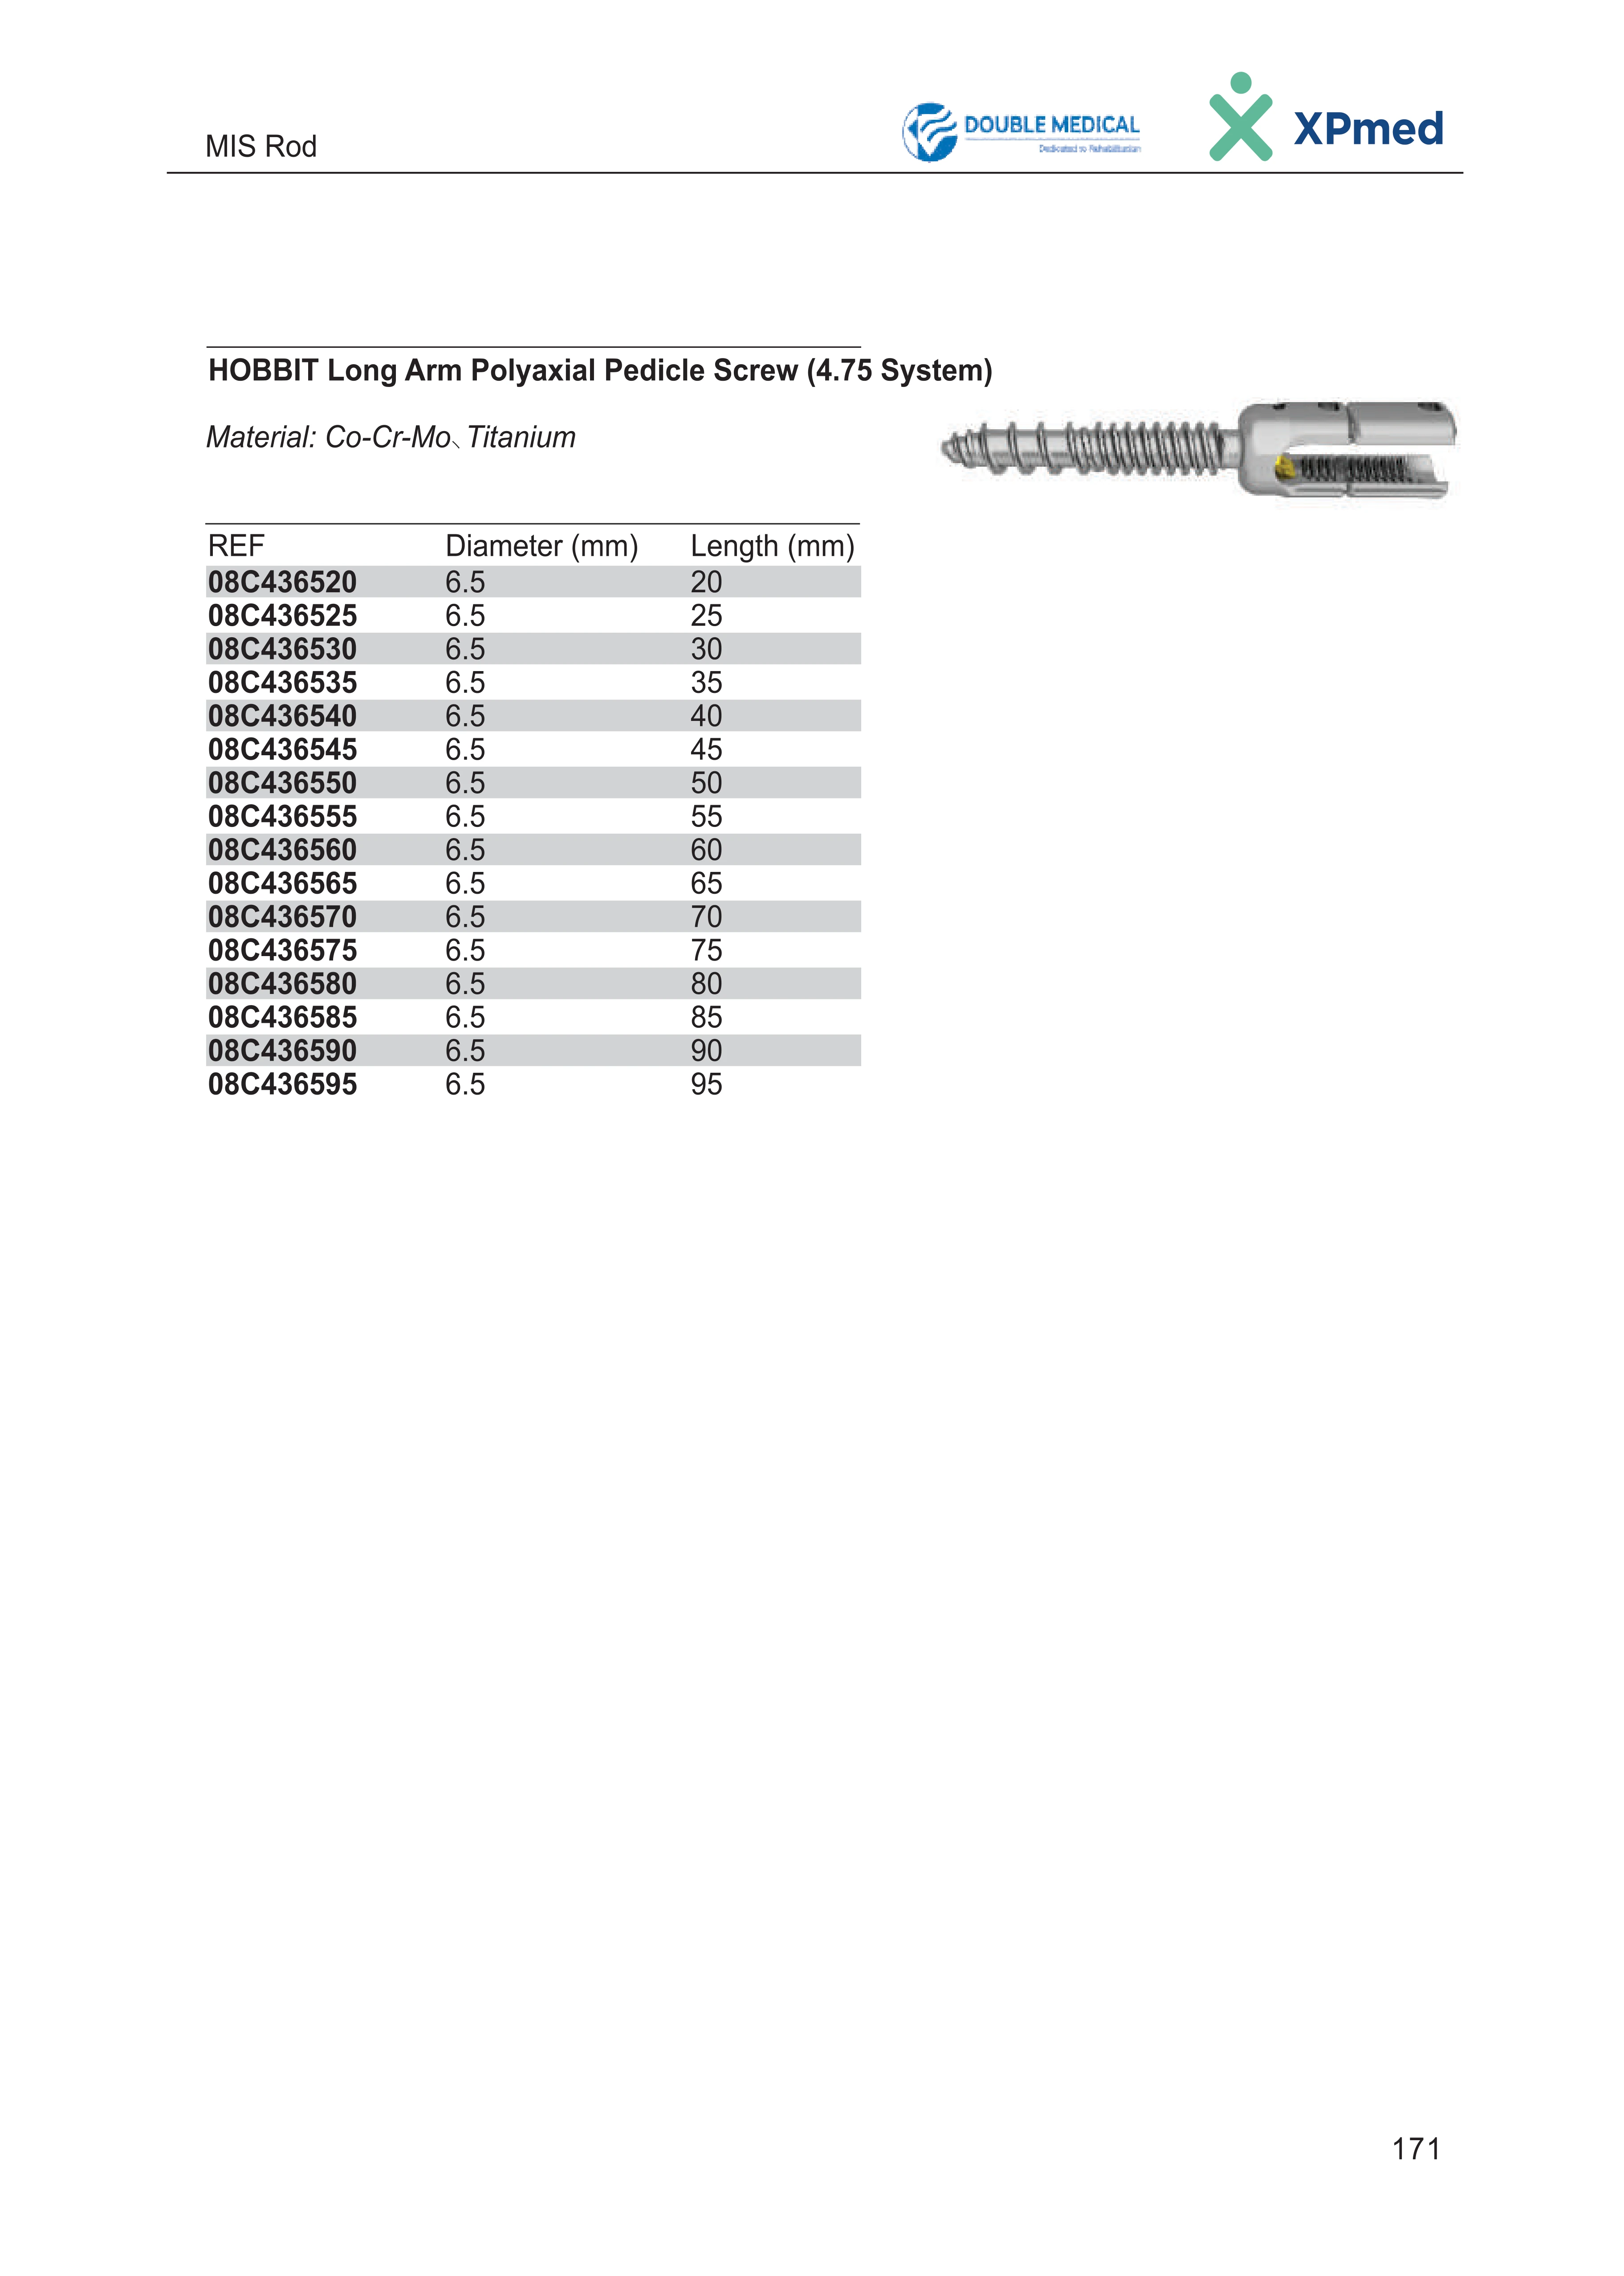 MIS Rod
DOUBLE MEDICAL
Dedicated to Rehabilitation
XPmed
HOBBIT Long Arm Polyaxial Pedicle Screw (4.75 System)
Material: Co-Cr-Mo、Titanium
REF Diameter (mm) Length (mm)
08C436520 6.5 20
08C436525 6.5 25
08C436530 6.5 30
08C436535 6.5 35
08C436540 6.5 40
08C436545 6.5 45
08C436550 6.5 50
08C436555 6.5 55
08C436560 6.5 60
08C436565 6.5 65
08C436570 6.5 70
08C436575 6.5 75
08C436580 6.5 80
08C436585 6.5 85
08C436590 6.5 90
08C436595 6.5 95
171